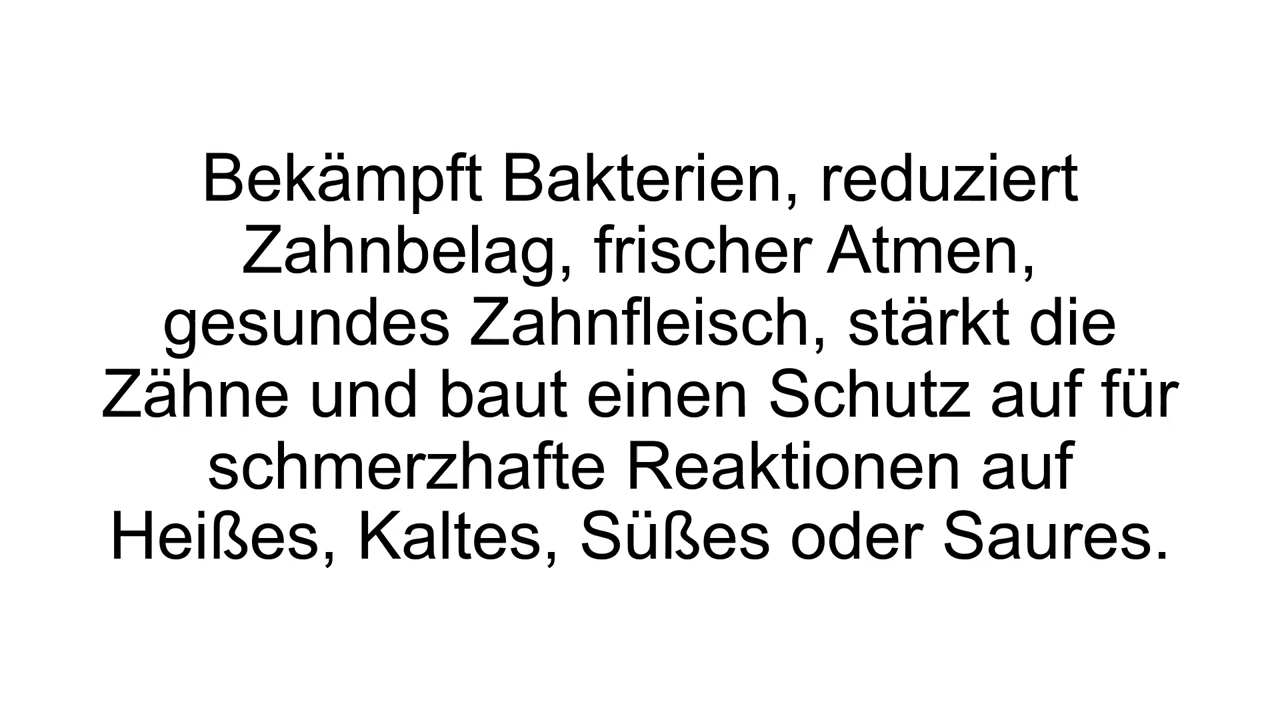 Bekämpft Bakterien, reduziert
Zahnbelag, frischer Atmen,
gesundes Zahnfleisch, stärkt die
Zähne und baut einen Schutz auf für
schmerzhafte Reaktionen auf
Heißes, Kaltes, Süßes oder Saures.